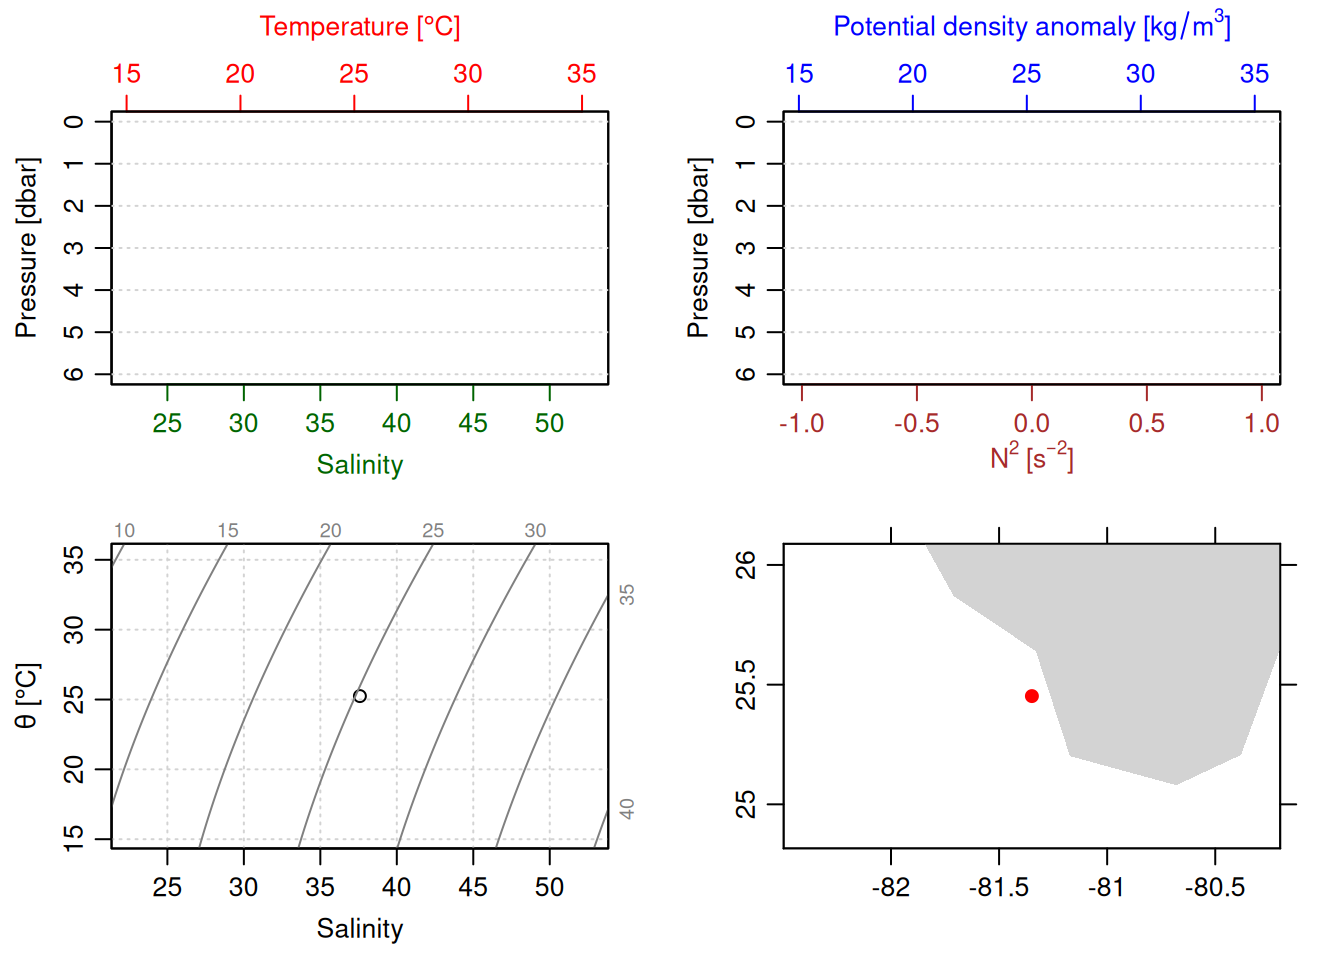 Temperature [°C]
15 20 25 30 35
Pressure [dbar]
0 1 2 3 4 5 6
25 30 35 40 45 50
Salinity
Potential density anomaly [kg/m³]
15 20 25 30 35
Pressure [dbar]
0 1 2 3 4 5 6
-1.0 -0.5 0.0 0.5 1.0
N² [s⁻²]
10 15 20 25 30
35
40
θ [°C]
35 30 25 20 15
25 30 35 40 45 50
Salinity
26
25.5
25
-82 -81.5 -81 -80.5